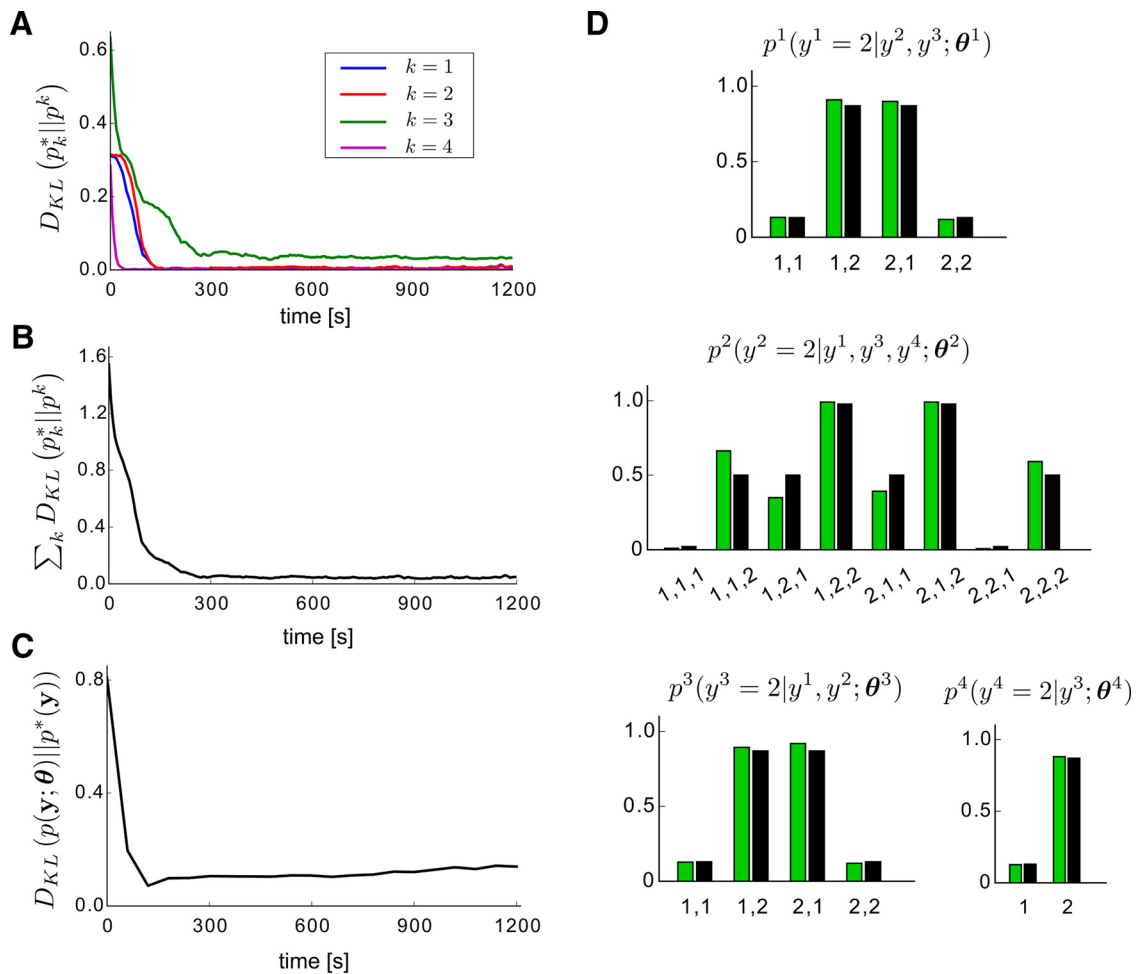 A
D_{KL} (p*_k||p^k)
0.6
0.4
0.2
0.0
k = 1
k = 2
k = 3
k = 4
0 300 600 900 1200
time [s]
B
∑_k D_{KL} (p*_k||p^k)
1.6
1.2
0.8
0.4
0.0
0 300 600 900 1200
time [s]
C
D_{KL} (p(y; θ)||p*(y))
0.8
0.4
0.0
0 300 600 900 1200
time [s]
D
p^1(y^1 = 2|y^2, y^3; θ^1)
1.0
0.5
0
1,1 1,2 2,1 2,2
p^2(y^2 = 2|y^1, y^3, y^4; θ^2)
1.0
0.5
0
1,1,1 1,1,2 1,2,1 1,2,2 2,1,1 2,1,2 2,2,1 2,2,2
p^3(y^3 = 2|y^1, y^2; θ^3)
1.0
0.5
0
1,1 1,2 2,1 2,2
p^4(y^4 = 2|y^3; θ^4)
1.0
0.5
0
1 2